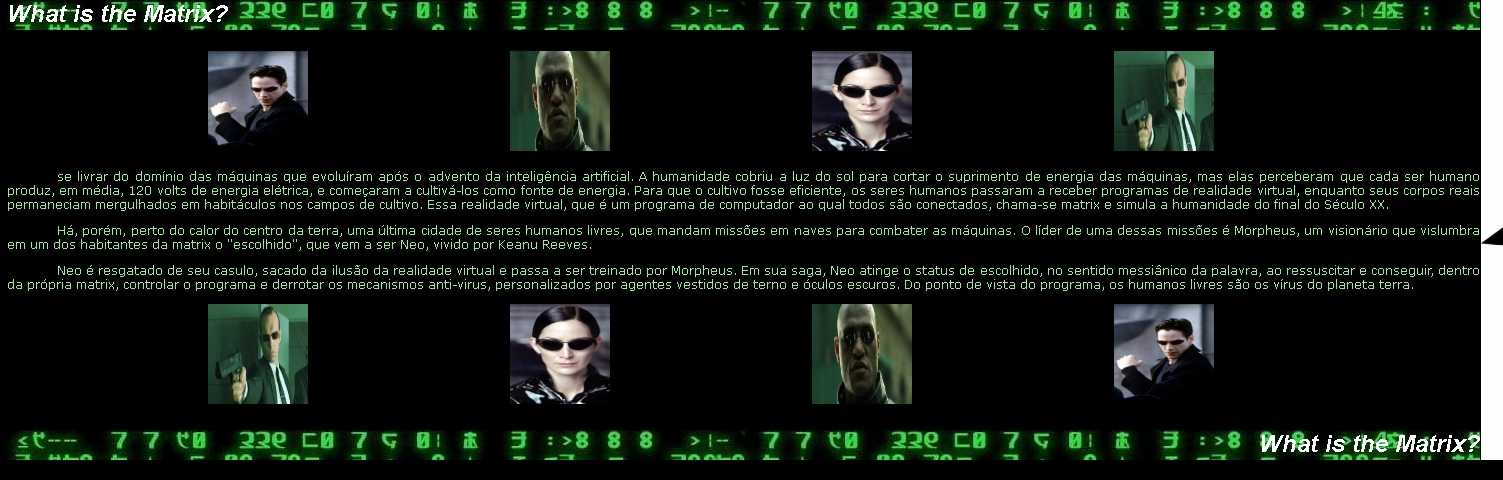 What is the Matrix?
se livrar do domínio das máquinas que evoluíram após o advento da inteligência artificial. A humanidade cobriu a luz do sol para cortar o suprimento de energia das máquinas, mas elas perceberam que cada ser humano
produz, em média, 120 volts de energia elétrica, e começaram a cultivá-los como fonte de energia. Para que o cultivo fosse eficiente, os seres humanos passaram a receber programas de realidade virtual, enquanto seus corpos reais
permaneciam mergulhados em habitáculos nos campos de cultivo. Essa realidade virtual, que é um programa de computador ao qual todos são conectados, chama-se matrix e simula a humanidade do final do Século XX.
Há, porém, perto do calor do centro da terra, uma última cidade de seres humanos livres, que mandam missões em naves para combater as máquinas. O líder de uma dessas missões é Morpheus, um visionário que vislumbra
em um dos habitantes da matrix o "escolhido", que vem a ser Neo, vivido por Keanu Reeves.
Neo é resgatado de seu casulo, sacado da ilusão da realidade virtual e passa a ser treinado por Morpheus. Em sua saga, Neo atinge o status de escolhido, no sentido messiânico da palavra, ao ressuscitar e conseguir, dentro
da própria matrix, controlar o programa e derrotar os mecanismos anti-virus, personalizados por agentes vestidos de terno e óculos escuros. Do ponto de vista do programa, os humanos livres são os vírus do planeta terra.
What is the Matrix?